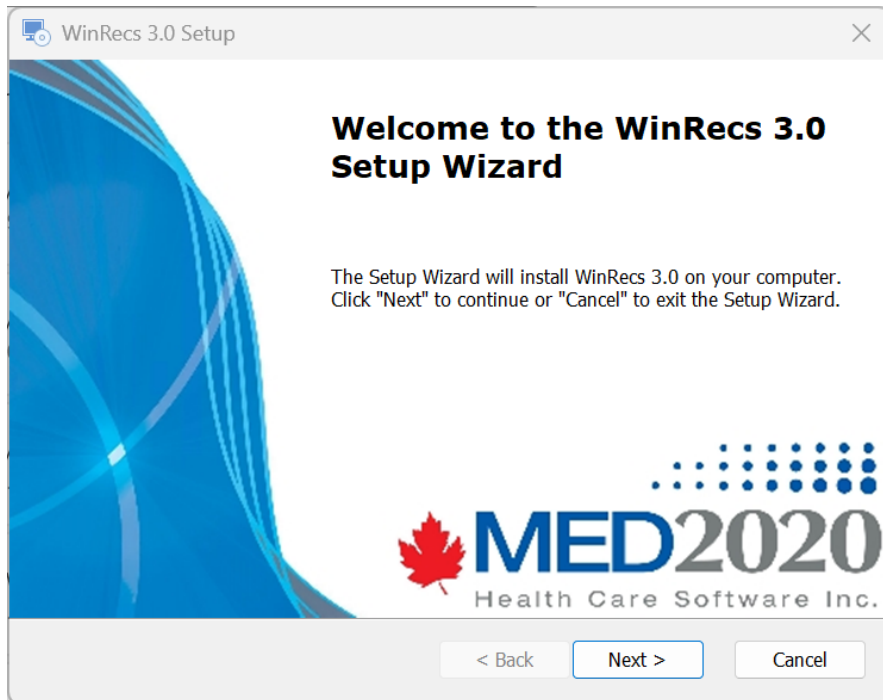 WinRecs 3.0 Setup
Welcome to the WinRecs 3.0
Setup Wizard
The Setup Wizard will install WinRecs 3.0 on your computer.
Click "Next" to continue or "Cancel" to exit the Setup Wizard.
MED2020
Health Care Software Inc.
< Back Next > Cancel